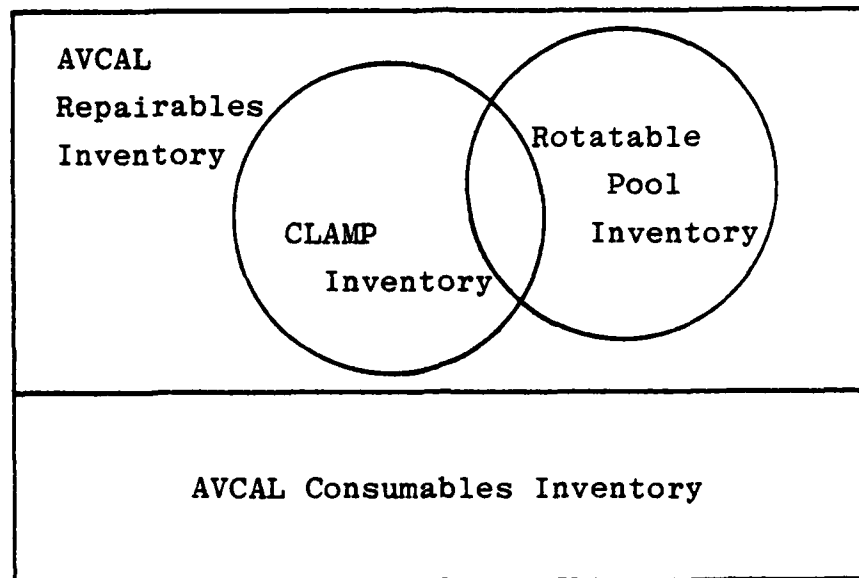 AVCAL
Repairables
Inventory
Rotatable
Pool
Inventory
CLAMP
Inventory
AVCAL Consumables Inventory